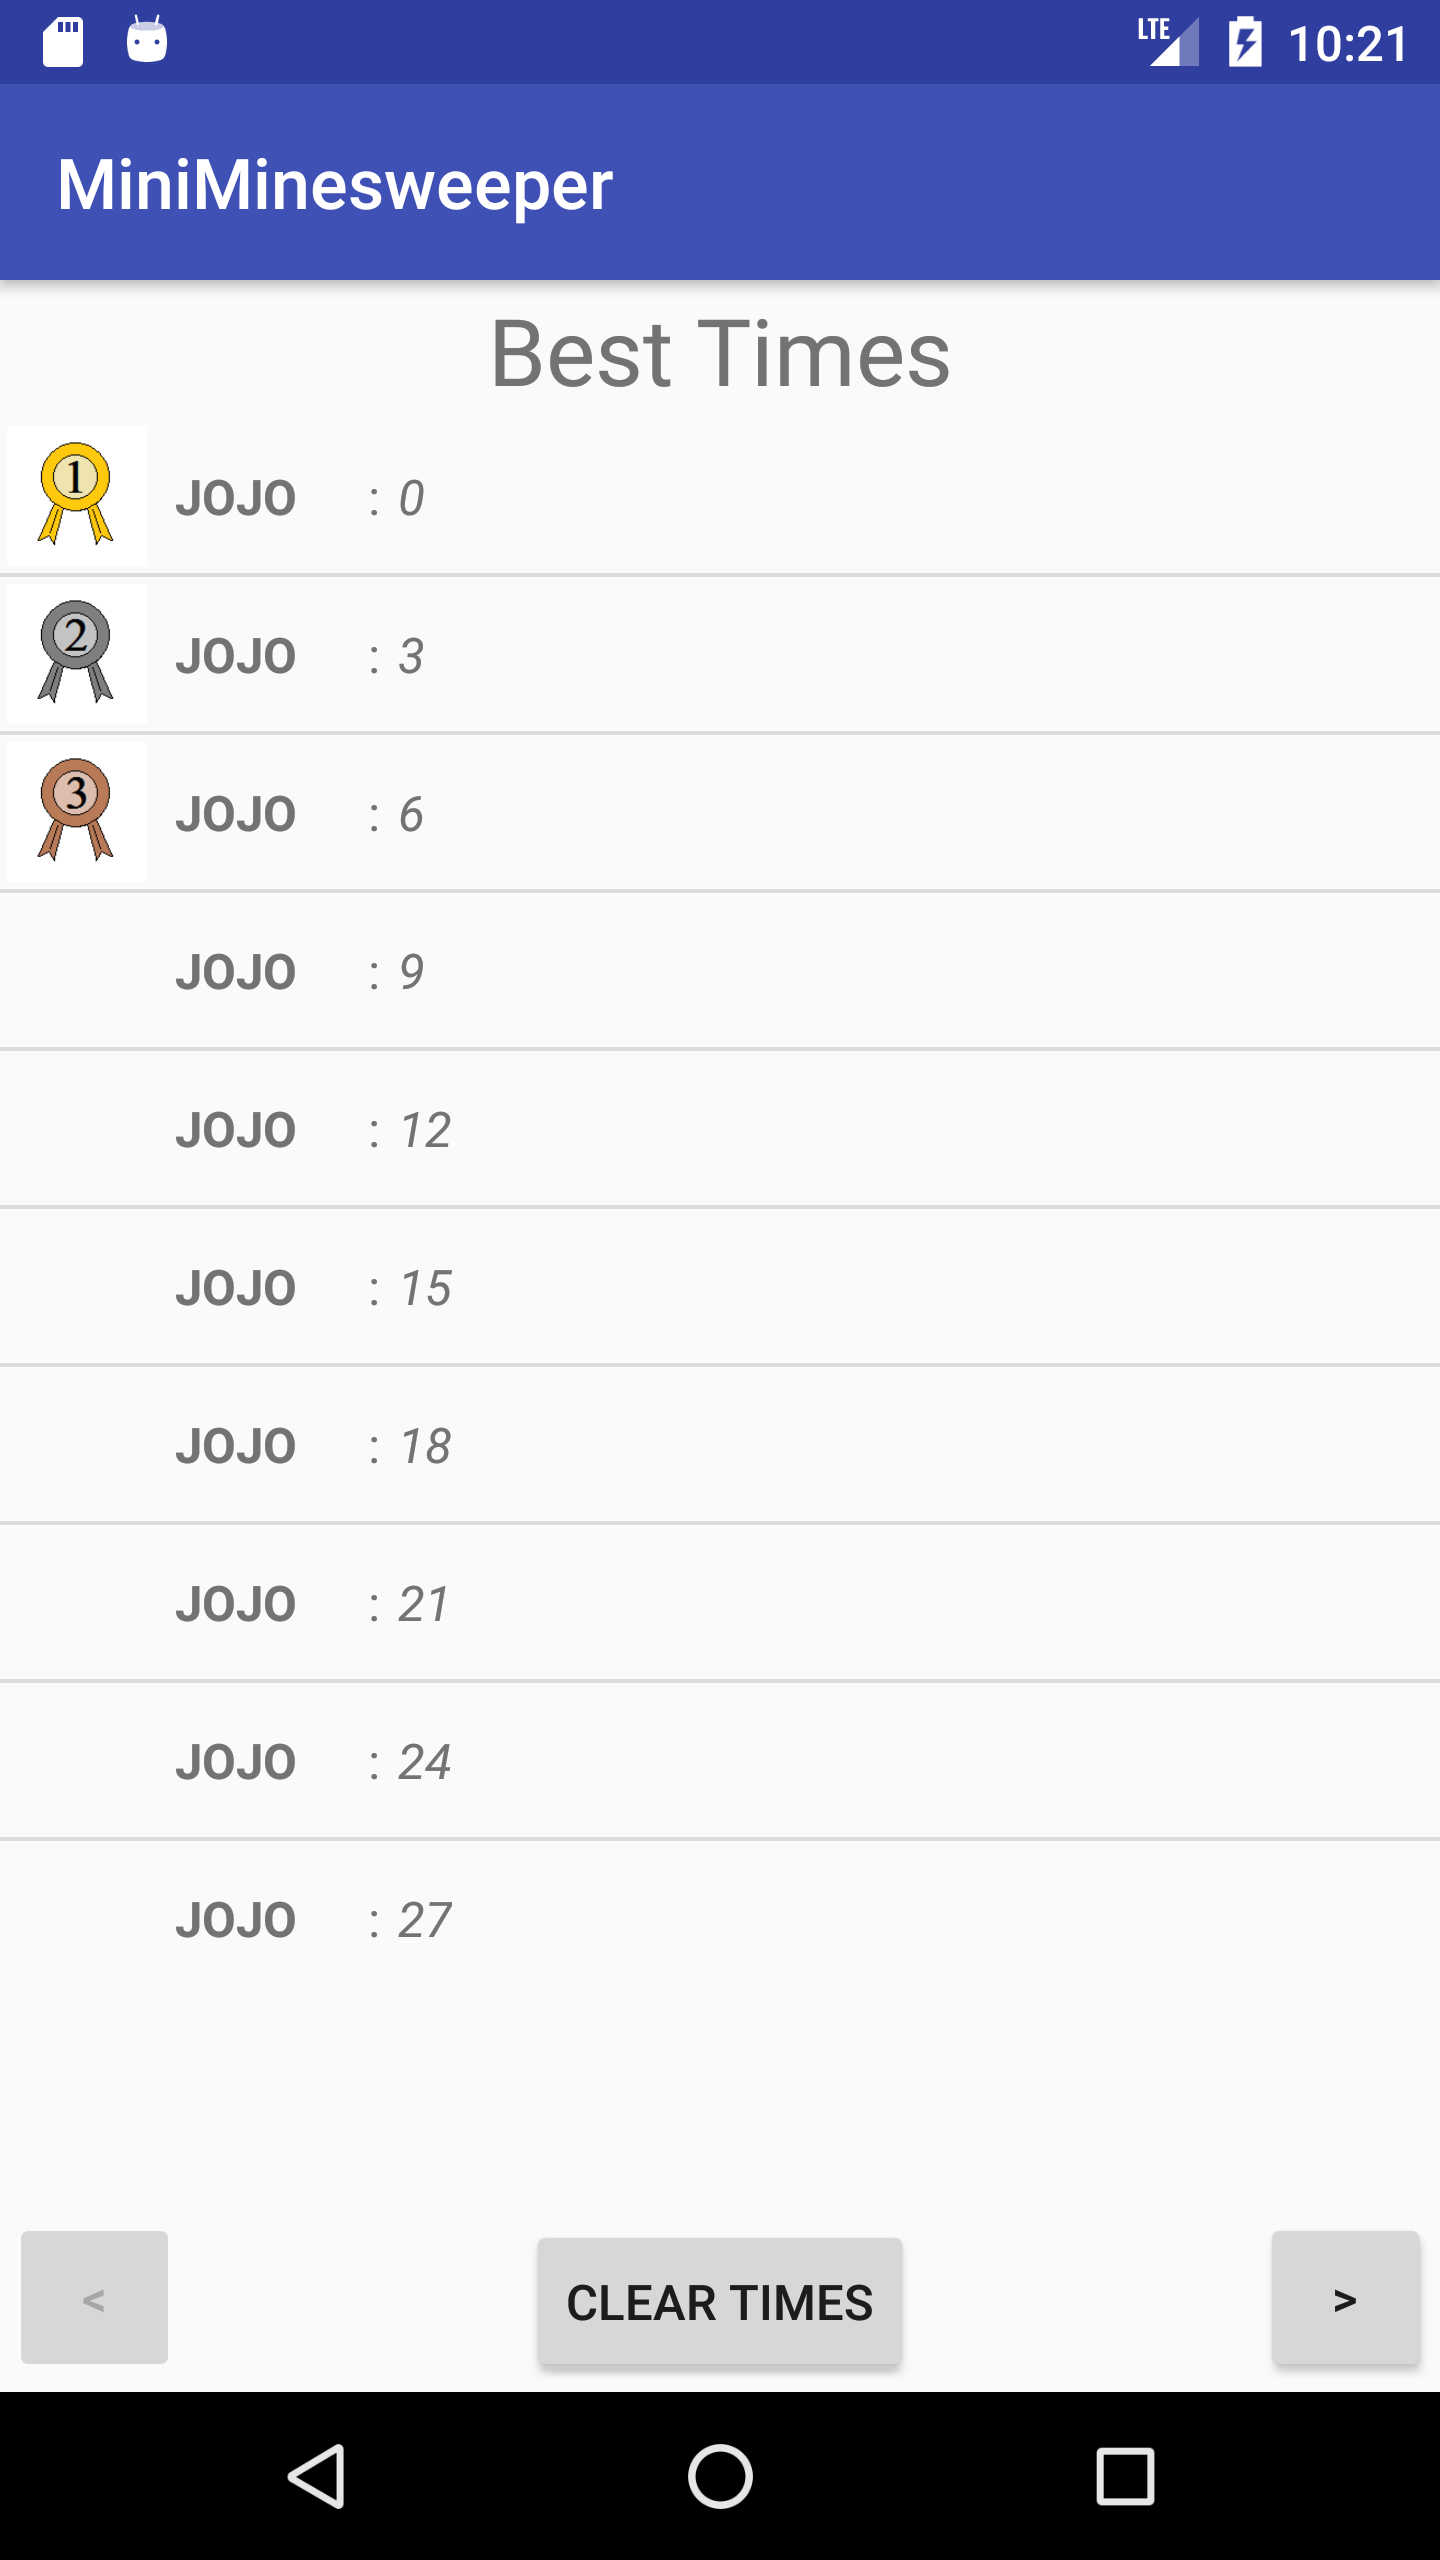 LTE 10:21
MiniMinesweeper
Best Times
1 JOJO : 0
2 JOJO : 3
3 JOJO : 6
JOJO : 9
JOJO : 12
JOJO : 15
JOJO : 18
JOJO : 21
JOJO : 24
JOJO : 27
< CLEAR TIMES >